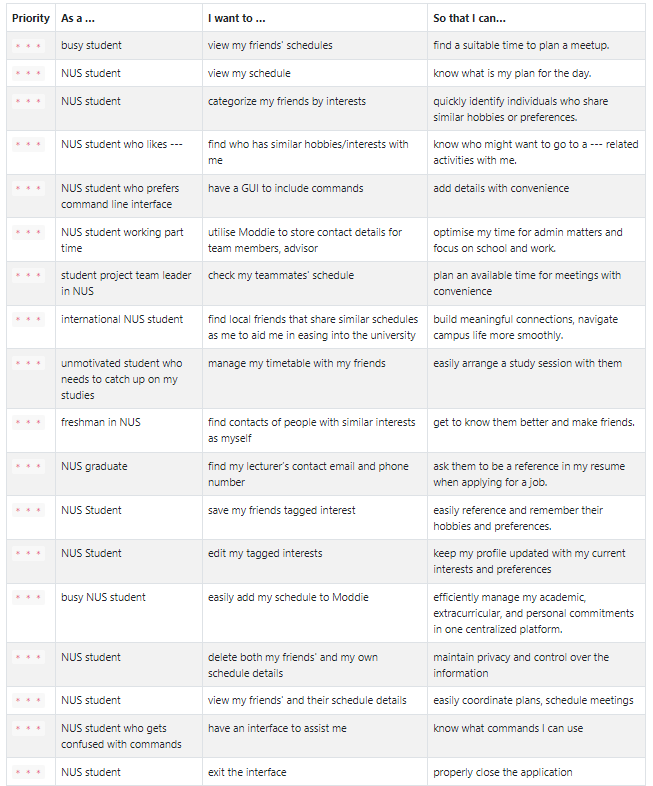 Priority As a ... I want to ... So that I can...
* * * busy student view my friends' schedules find a suitable time to plan a meetup.
* * * NUS student view my schedule know what is my plan for the day.
* * * NUS student categorize my friends by interests quickly identify individuals who share
similar hobbies or preferences.
* * * NUS student who likes --- find who has similar hobbies/interests with
me know who might want to go to a --- related
activities with me.
* * * NUS student who prefers
command line interface have a GUI to include commands add details with convenience
* * * NUS student working part
time utilise Moddie to store contact details for
team members, advisor optimise my time for admin matters and
focus on school and work.
* * * student project team leader
in NUS check my teammates' schedule plan an available time for meetings with
convenience
* * * international NUS student find local friends that share similar schedules
as me to aid me in easing into the university build meaningful connections, navigate
campus life more smoothly.
* * * unmotivated student who
needs to catch up on my
studies manage my timetable with my friends easily arrange a study session with them
* * * freshman in NUS find contacts of people with similar interests
as myself get to know them better and make friends.
* * * NUS graduate find my lecturer's contact email and phone
number ask them to be a reference in my resume
when applying for a job.
* * * NUS Student save my friends tagged interest easily reference and remember their
hobbies and preferences.
* * * NUS Student edit my tagged interests keep my profile updated with my current
interests and preferences
* * * busy NUS student easily add my schedule to Moddie efficiently manage my academic,
extracurricular, and personal commitments
in one centralized platform.
* * * NUS student delete both my friends' and my own
schedule details maintain privacy and control over the
information
* * * NUS student view my friends' and their schedule details easily coordinate plans, schedule meetings
* * * NUS student who gets
confused with commands have an interface to assist me know what commands I can use
* * * NUS student exit the interface properly close the application